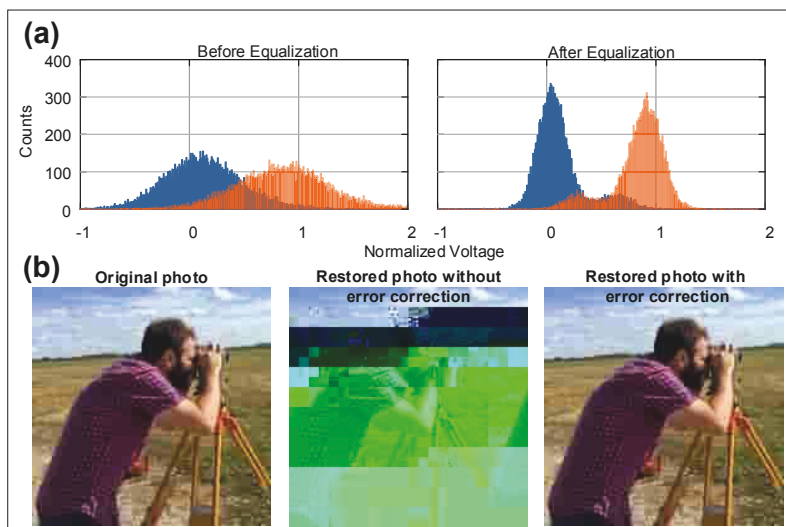 (a)
Before Equalization
After Equalization
400
300
200
100
0
Counts
-1
0
1
2
-1
0
1
2
Normalized Voltage
(b)
Original photo
Restored photo without
error correction
Restored photo with
error correction